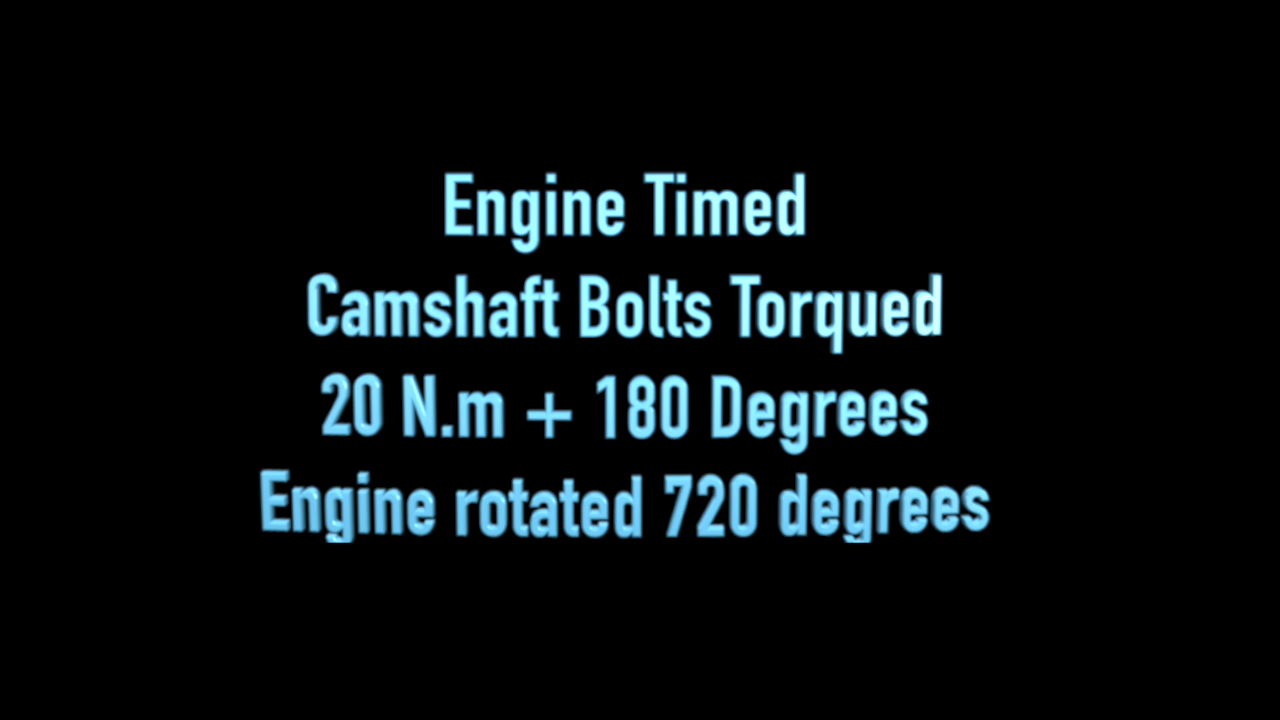 Engine Timed
Camshaft Bolts Torqued
20 N.m + 180 Degrees
Engine rotated 720 degrees